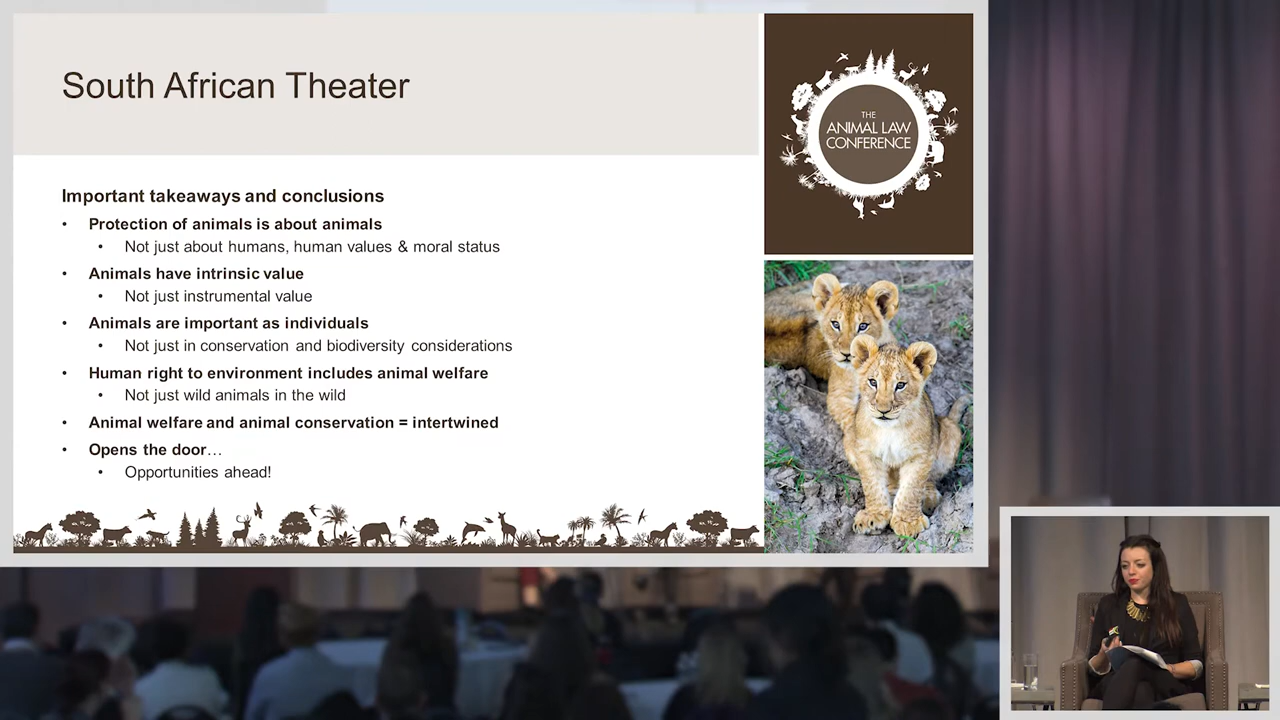 South African Theater
THE
ANIMAL LAW
CONFERENCE
Important takeaways and conclusions
• Protection of animals is about animals
• Not just about humans, human values & moral status
• Animals have intrinsic value
• Not just instrumental value
• Animals are important as individuals
• Not just in conservation and biodiversity considerations
• Human right to environment includes animal welfare
• Not just wild animals in the wild
• Animal welfare and animal conservation = intertwined
• Opens the door…
• Opportunities ahead!